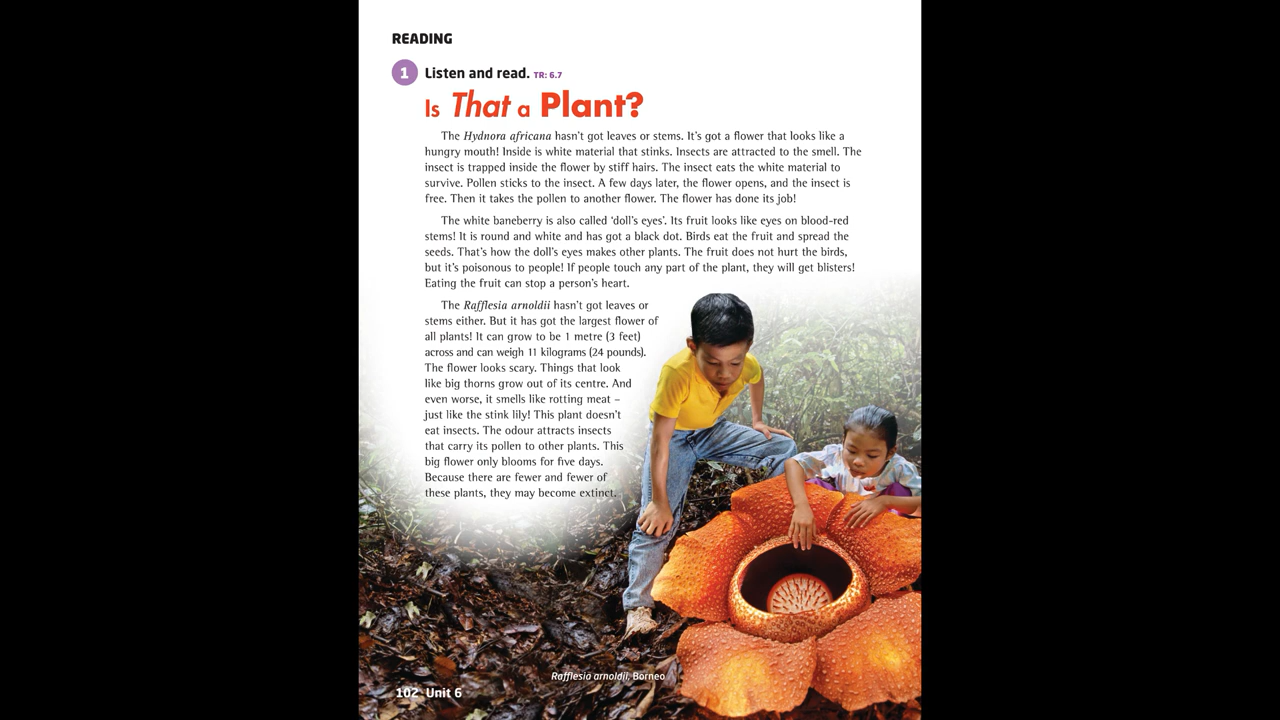 READING
1 Listen and read. TR: 6.7
Is That a Plant?
The Hydnora africana hasn't got leaves or stems. It's got a flower that looks like a
hungry mouth! Inside is white material that stinks. Insects are attracted to the smell. The
insect is trapped inside the flower by stiff hairs. The insect eats the white material to
survive. Pollen sticks to the insect. A few days later, the flower opens, and the insect is
free. Then it takes the pollen to another flower. The flower has done its job!
The white baneberry is also called 'doll's eyes'. Its fruit looks like eyes on blood-red
stems! It is round and white and has got a black dot. Birds eat the fruit and spread the
seeds. That's how the doll's eyes makes other plants. The fruit does not hurt the birds,
but it's poisonous to people! If people touch any part of the plant, they will get blisters!
Eating the fruit can stop a person's heart.
The Rafflesia arnoldii hasn't got leaves or
stems either. But it has got the largest flower of
all plants! It can grow to be 1 metre (3 feet)
across and can weigh 11 kilograms (24 pounds).
The flower looks scary. Things that look
like big thorns grow out of its centre. And
even worse, it smells like rotting meat –
just like the stink lily! This plant doesn't
eat insects. The odour attracts insects
that carry its pollen to other plants. This
big flower only blooms for five days.
Because there are fewer and fewer of
these plants, they may become extinct.
Rafflesia arnoldii, Borneo
102 Unit 6